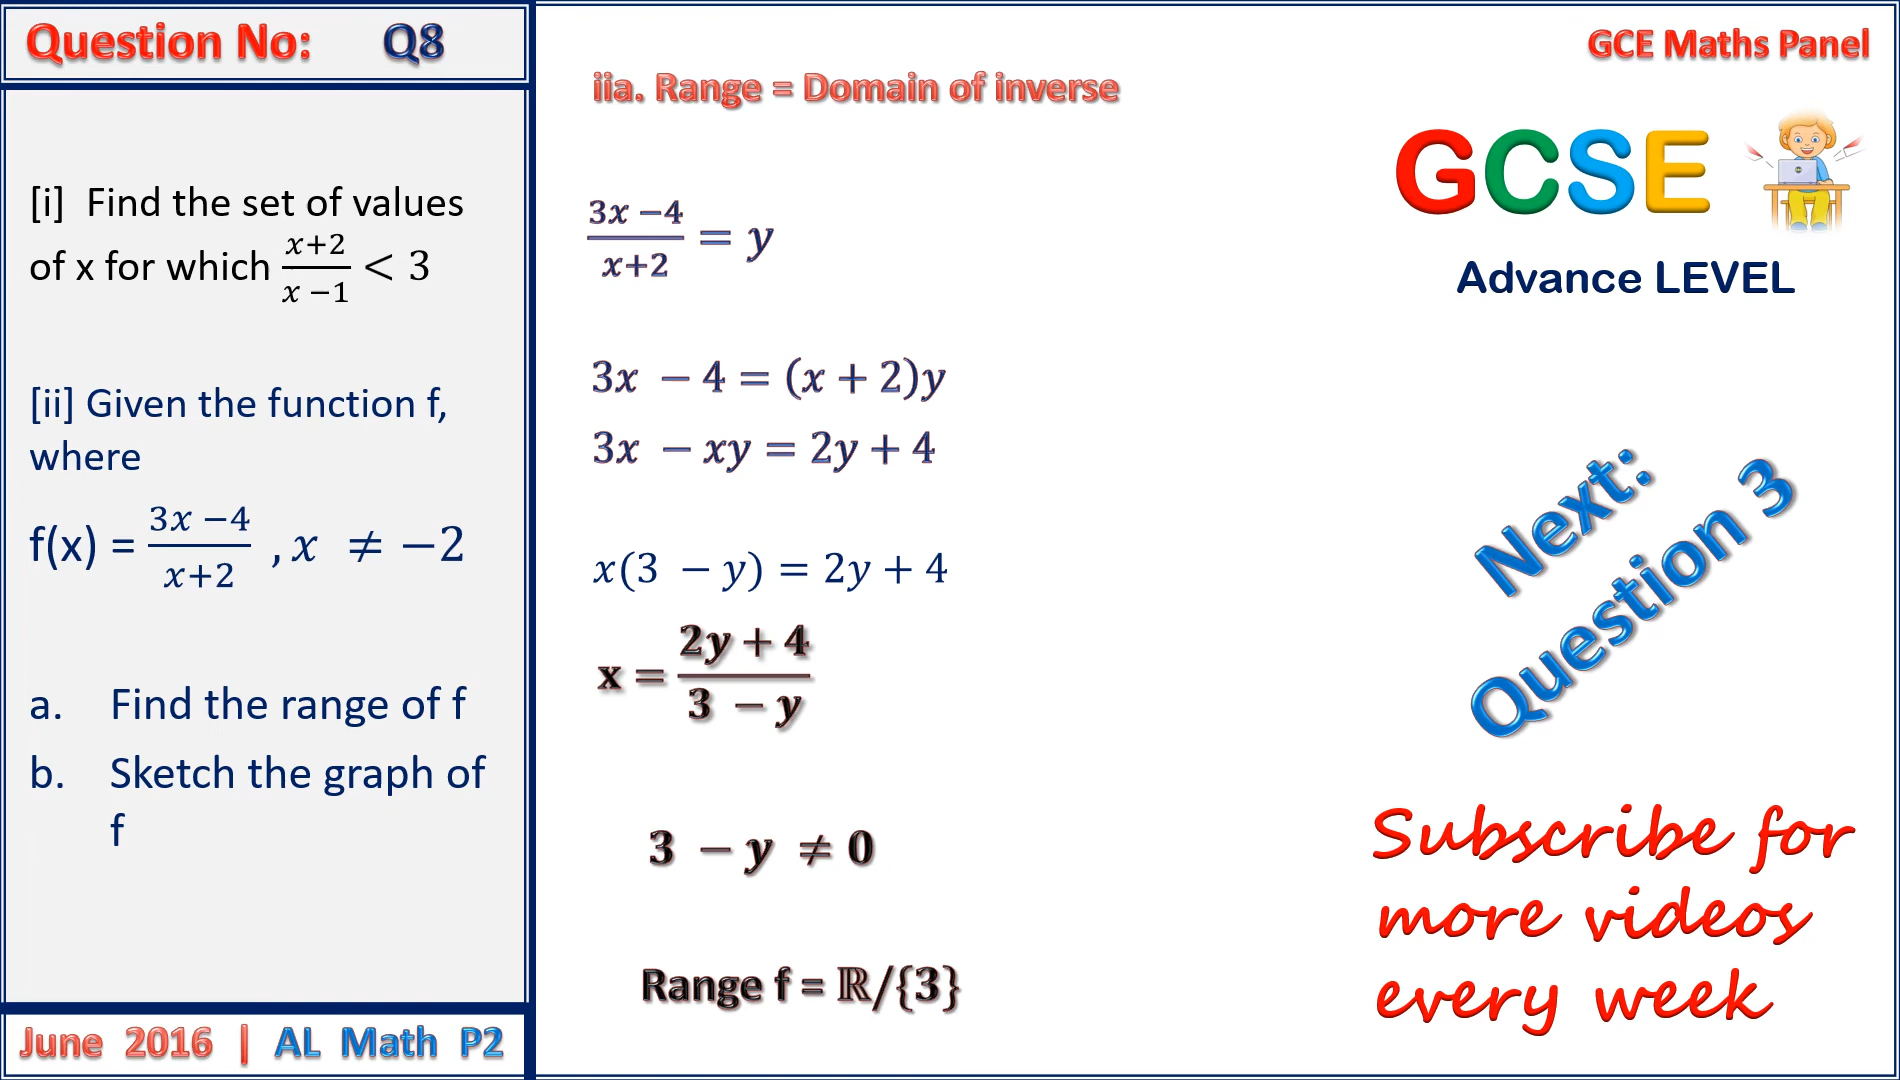 Question No: Q8
[i] Find the set of values
of x for which (x+2)/(x −1) < 3
[ii] Given the function f,
where
f(x) = (3x −4)/(x+2) , x ≠ −2
a. Find the range of f
b. Sketch the graph of
f
June 2016 | AL Math P2
iia. Range = Domain of inverse
(3x −4)/(x+2) = y
3x − 4 = (x + 2)y
3x − xy = 2y + 4
x(3 − y) = 2y + 4
x = (2y + 4)/(3 − y)
3 − y ≠ 0
Range f = ℝ/{3}
GCE Maths Panel
GCSE
Advance LEVEL
Next:
Question 3
Subscribe for
more videos
every week